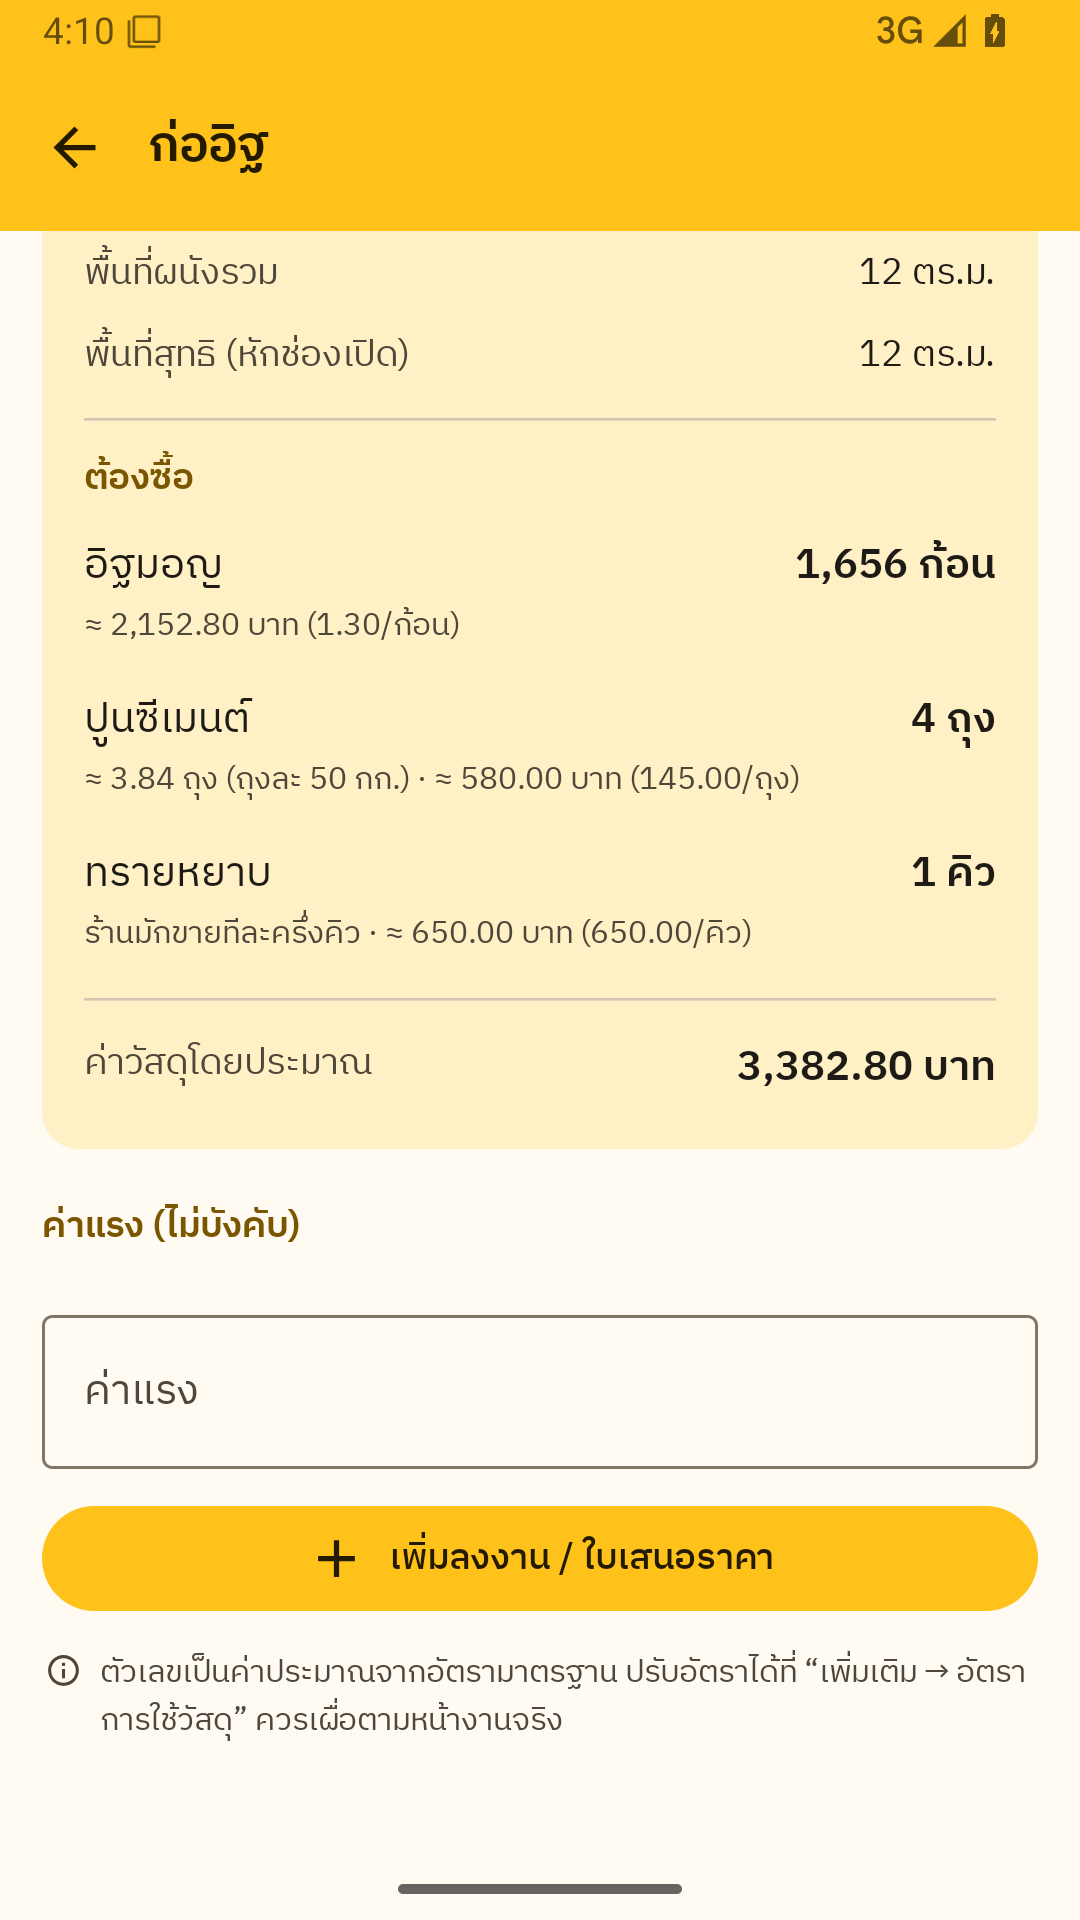 4:10
3G
ก่ออิฐ
พื้นที่ผนังรวม 12 ตร.ม.
พื้นที่สุทธิ (หักช่องเปิด) 12 ตร.ม.
ต้องซื้อ
อิฐมอญ 1,656 ก้อน
≈ 2,152.80 บาท (1.30/ก้อน)
ปูนซีเมนต์ 4 ถุง
≈ 3.84 ถุง (ถุงละ 50 กก.) · ≈ 580.00 บาท (145.00/ถุง)
ทรายหยาบ 1 คิว
ร้านมักขายทีละครึ่งคิว · ≈ 650.00 บาท (650.00/คิว)
ค่าวัสดุโดยประมาณ 3,382.80 บาท
ค่าแรง (ไม่บังคับ)
ค่าแรง
เพิ่มลงงาน / ใบเสนอราคา
ตัวเลขเป็นค่าประมาณจากอัตรามาตรฐาน ปรับอัตราได้ที่ “เพิ่มเติม → อัตรา
การใช้วัสดุ” ควรเผื่อตามหน้างานจริง